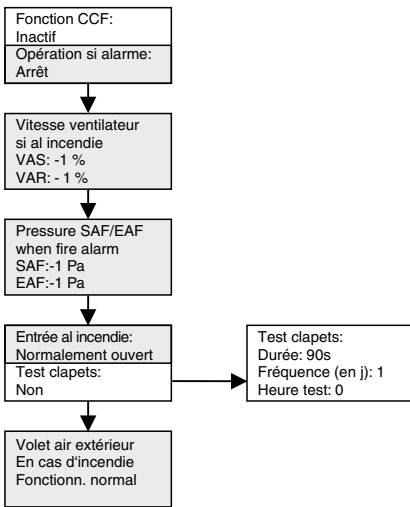 Fonction CCF:
Inactif
Opération si alarme:
Arrêt
Vitesse ventilateur
si al incendie
VAS: -1 %
VAR: - 1 %
Pressure SAF/EAF
when fire alarm
SAF:-1 Pa
EAF:-1 Pa
Entrée al incendie:
Normalement ouvert
Test clapets:
Non
Test clapets:
Durée: 90s
Fréquence (en j): 1
Heure test: 0
Volet air extérieur
En cas d'incendie
Fonctionn. normal